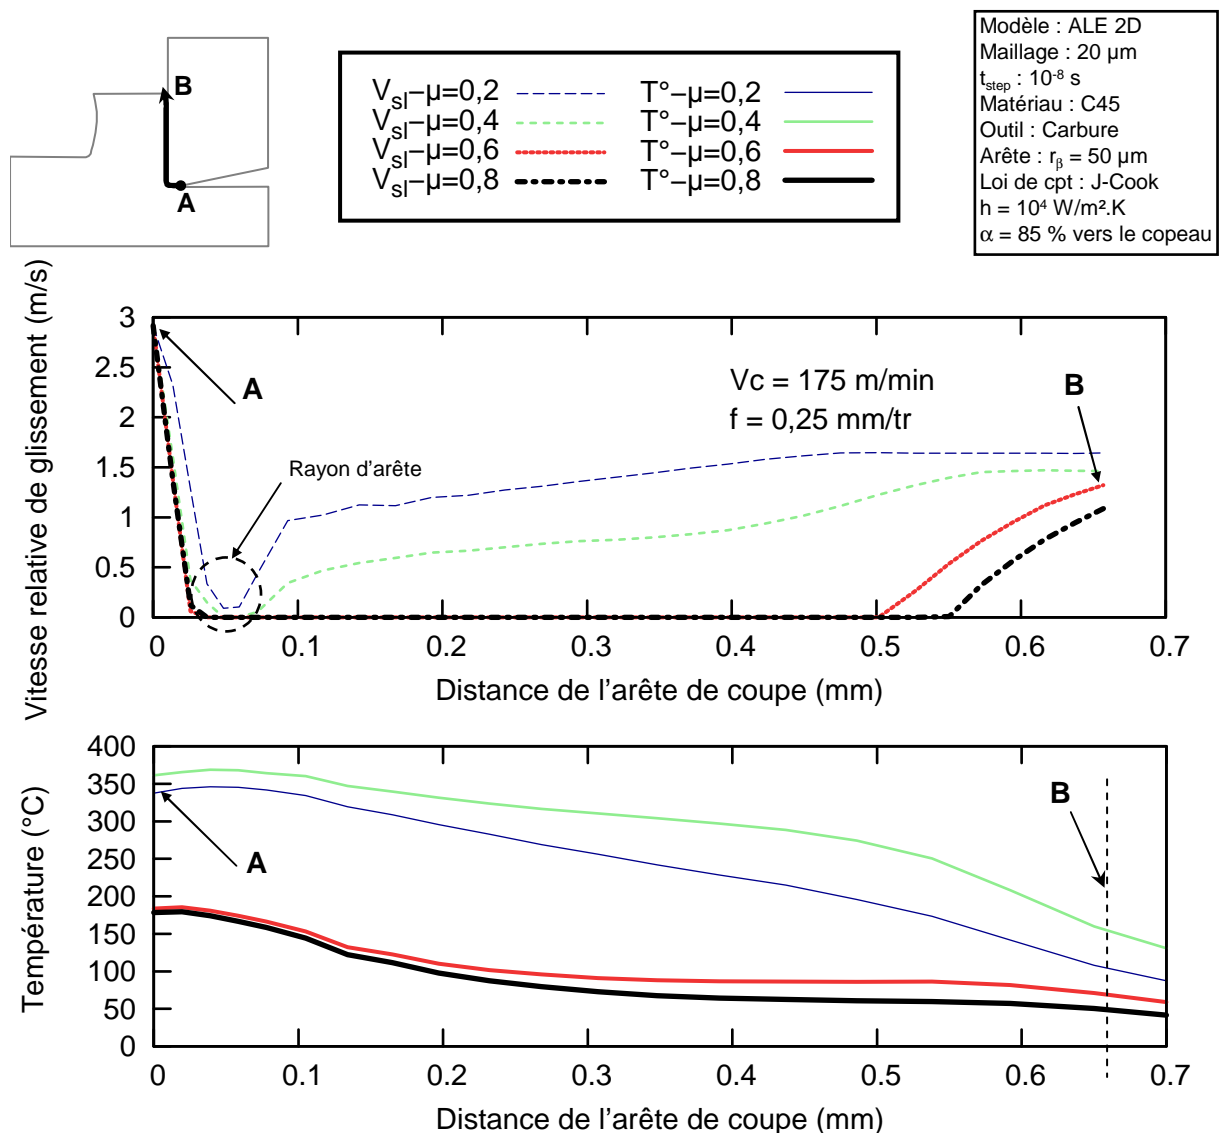 B
A
V_sl–μ=0,2
V_sl–μ=0,4
V_sl–μ=0,6
V_sl–μ=0,8
T°–μ=0,2
T°–μ=0,4
T°–μ=0,6
T°–μ=0,8
Modèle : ALE 2D
Maillage : 20 μm
t_step : 10⁻⁸ s
Matériau : C45
Outil : Carbure
Arête : r_β = 50 μm
Loi de cpt : J-Cook
h = 10⁴ W/m².K
α = 85 % vers le copeau
Vitesse relative de glissement (m/s)
3
2.5
2
1.5
1
0.5
0
A
Rayon d’arête
Vc = 175 m/min
f = 0,25 mm/tr
B
0 0.1 0.2 0.3 0.4 0.5 0.6 0.7
Distance de l’arête de coupe (mm)
Température (°C)
400
350
300
250
200
150
100
50
0
A
B
0 0.1 0.2 0.3 0.4 0.5 0.6 0.7
Distance de l’arête de coupe (mm)